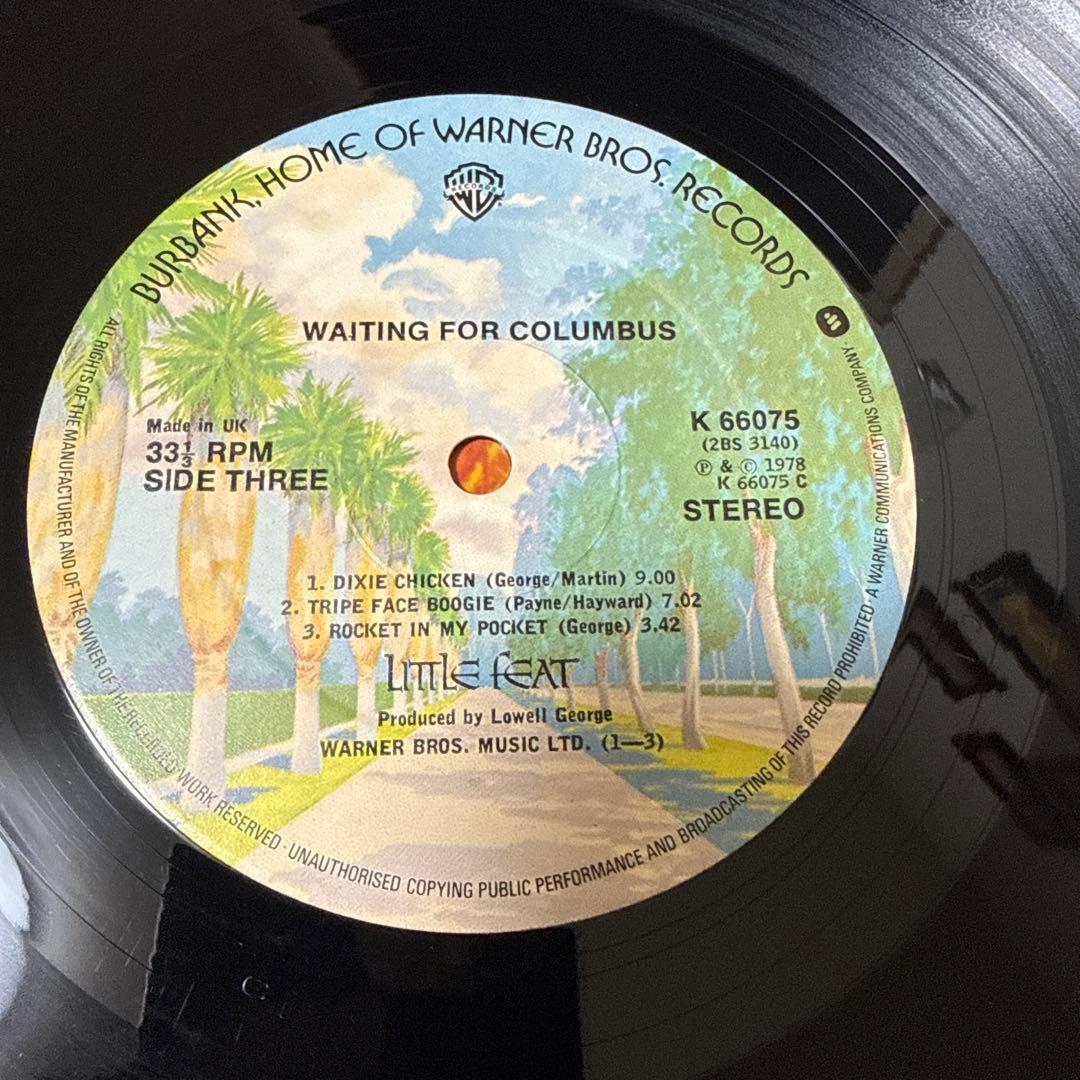 BURBANK, HOME OF WARNER BROS. RECORDS
RECORDS
WAITING FOR COLUMBUS
Made in UK
33⅓ RPM
SIDE THREE
K 66075
(2BS 3140)
℗ & © 1978
K 66075 C
STEREO
1. DIXIE CHICKEN (George/Martin) 9.00
2. TRIPE FACE BOOGIE (Payne/Hayward) 7.02
3. ROCKET IN MY POCKET (George) 3.42
LITTLE FEAT
Produced by Lowell George
WARNER BROS. MUSIC LTD. (1—3)
ALL RIGHTS OF THE MANUFACTURER AND OF THE OWNER OF THE RECORDED WORK RESERVED · UNAUTHORISED COPYING PUBLIC PERFORMANCE AND BROADCASTING OF THIS RECORD PROHIBITED · A WARNER COMMUNICATIONS COMPANY